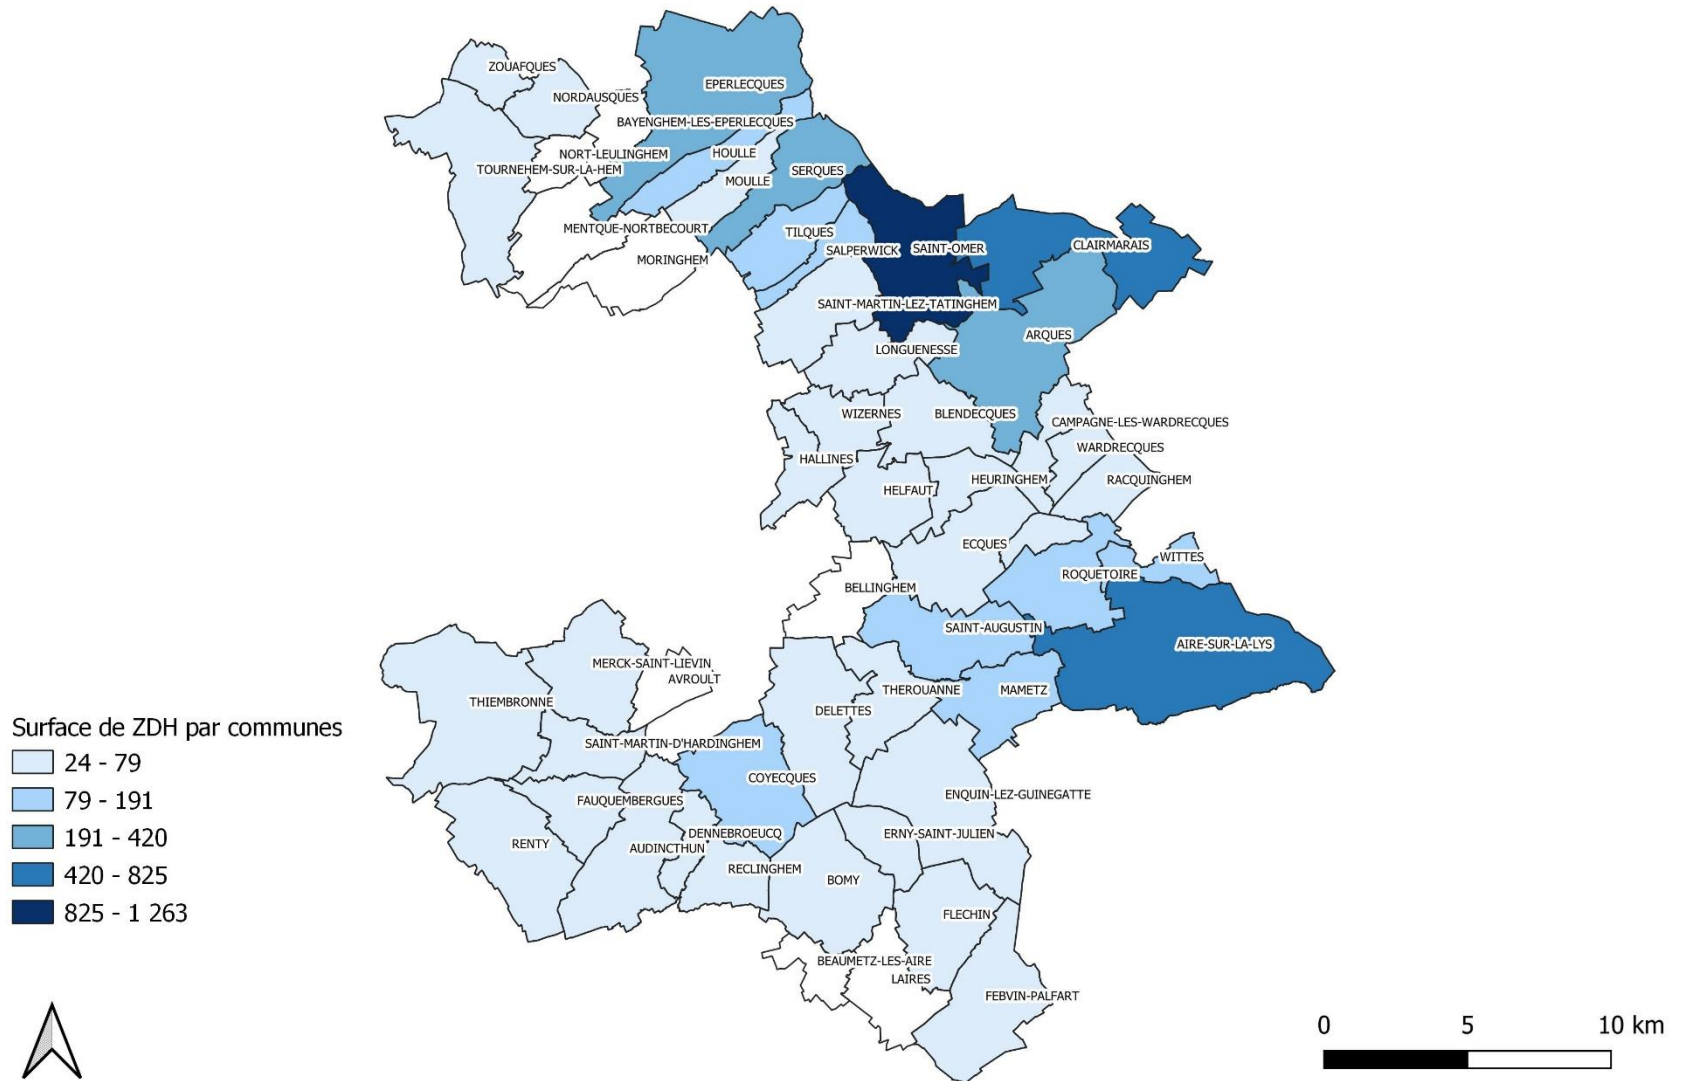 ZOUAFQUES
EPERLECQUES
NORDAUSQUES
BAYENGHEM-LES-EPERLECQUES
NORT-LEULINGHEM
HOULLE
TOURNEHEM-SUR-LA-HEM
SERQUES
MOULLE
MENTQUE-NORTBECOURT
TILQUES
CLAIRMARAIS
SALPERWICK
SAINT-OMER
MORINGHEM
SAINT-MARTIN-LEZ-TATINGHEM
ARQUES
LONGUENESSE
WIZERNES
BLENDECQUES
CAMPAGNE-LES-WARDRECQUES
WARDRECQUES
HALLINES
HEURINGHEM
RACQUINGHEM
HELFAUT
ECQUES
WITTES
ROQUETOIRE
BELLINGHEM
SAINT-AUGUSTIN
AIRE-SUR-LA-LYS
MERCK-SAINT-LIEVIN
AVROULT
THEROUANNE
MAMETZ
THIEMBRONNE
DELETTES
SAINT-MARTIN-D'HARDINGHEM
COYECQUES
ENQUIN-LEZ-GUINEGATTE
FAUQUEMBERGUES
DENNEBROEUCQ
ERNY-SAINT-JULIEN
RENTY
AUDINCTHUN
RECLINGHEM
BOMY
FLECHIN
BEAUMETZ-LES-AIRE
LAIRES
FEBVIN-PALFART
Surface de ZDH par communes
24 - 79
79 - 191
191 - 420
420 - 825
825 - 1 263
0 5 10 km